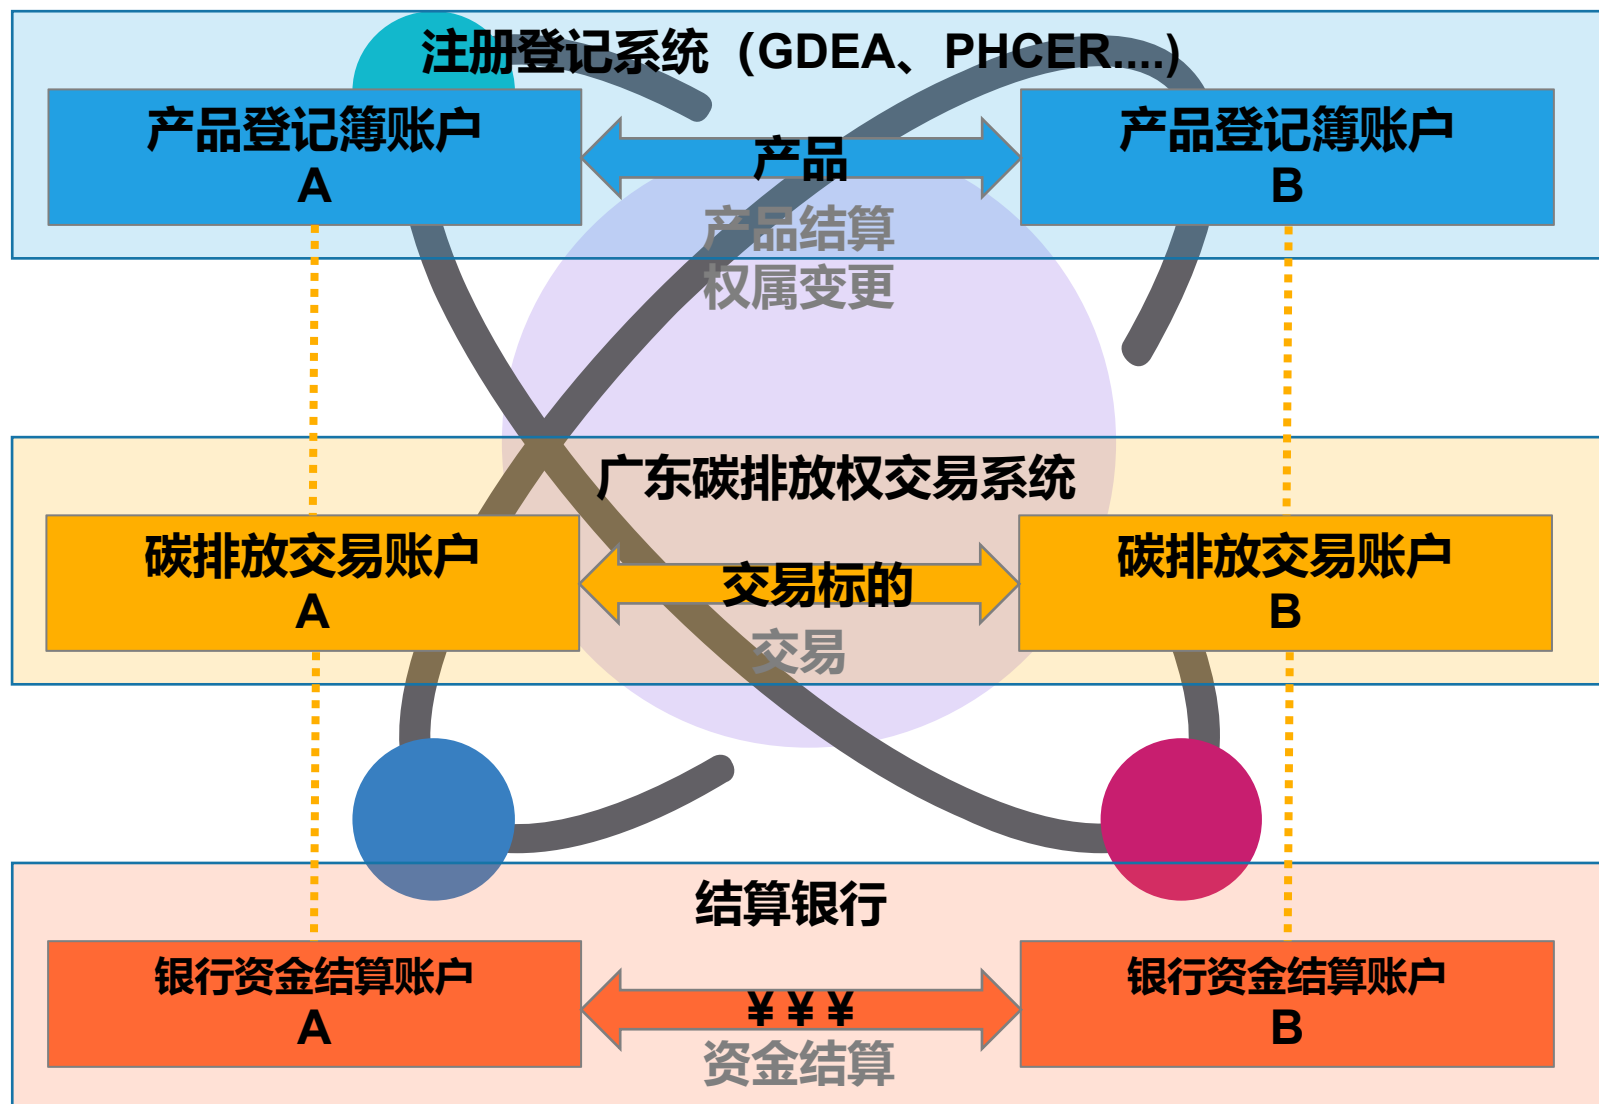 注册登记系统（GDEA、PHCER....)
产品登记簿账户
A
产品
产品登记簿账户
B
产品结算
权属变更
广东碳排放权交易系统
碳排放交易账户
A
交易标的
碳排放交易账户
B
交易
结算银行
银行资金结算账户
A
¥ ¥ ¥
银行资金结算账户
B
资金结算